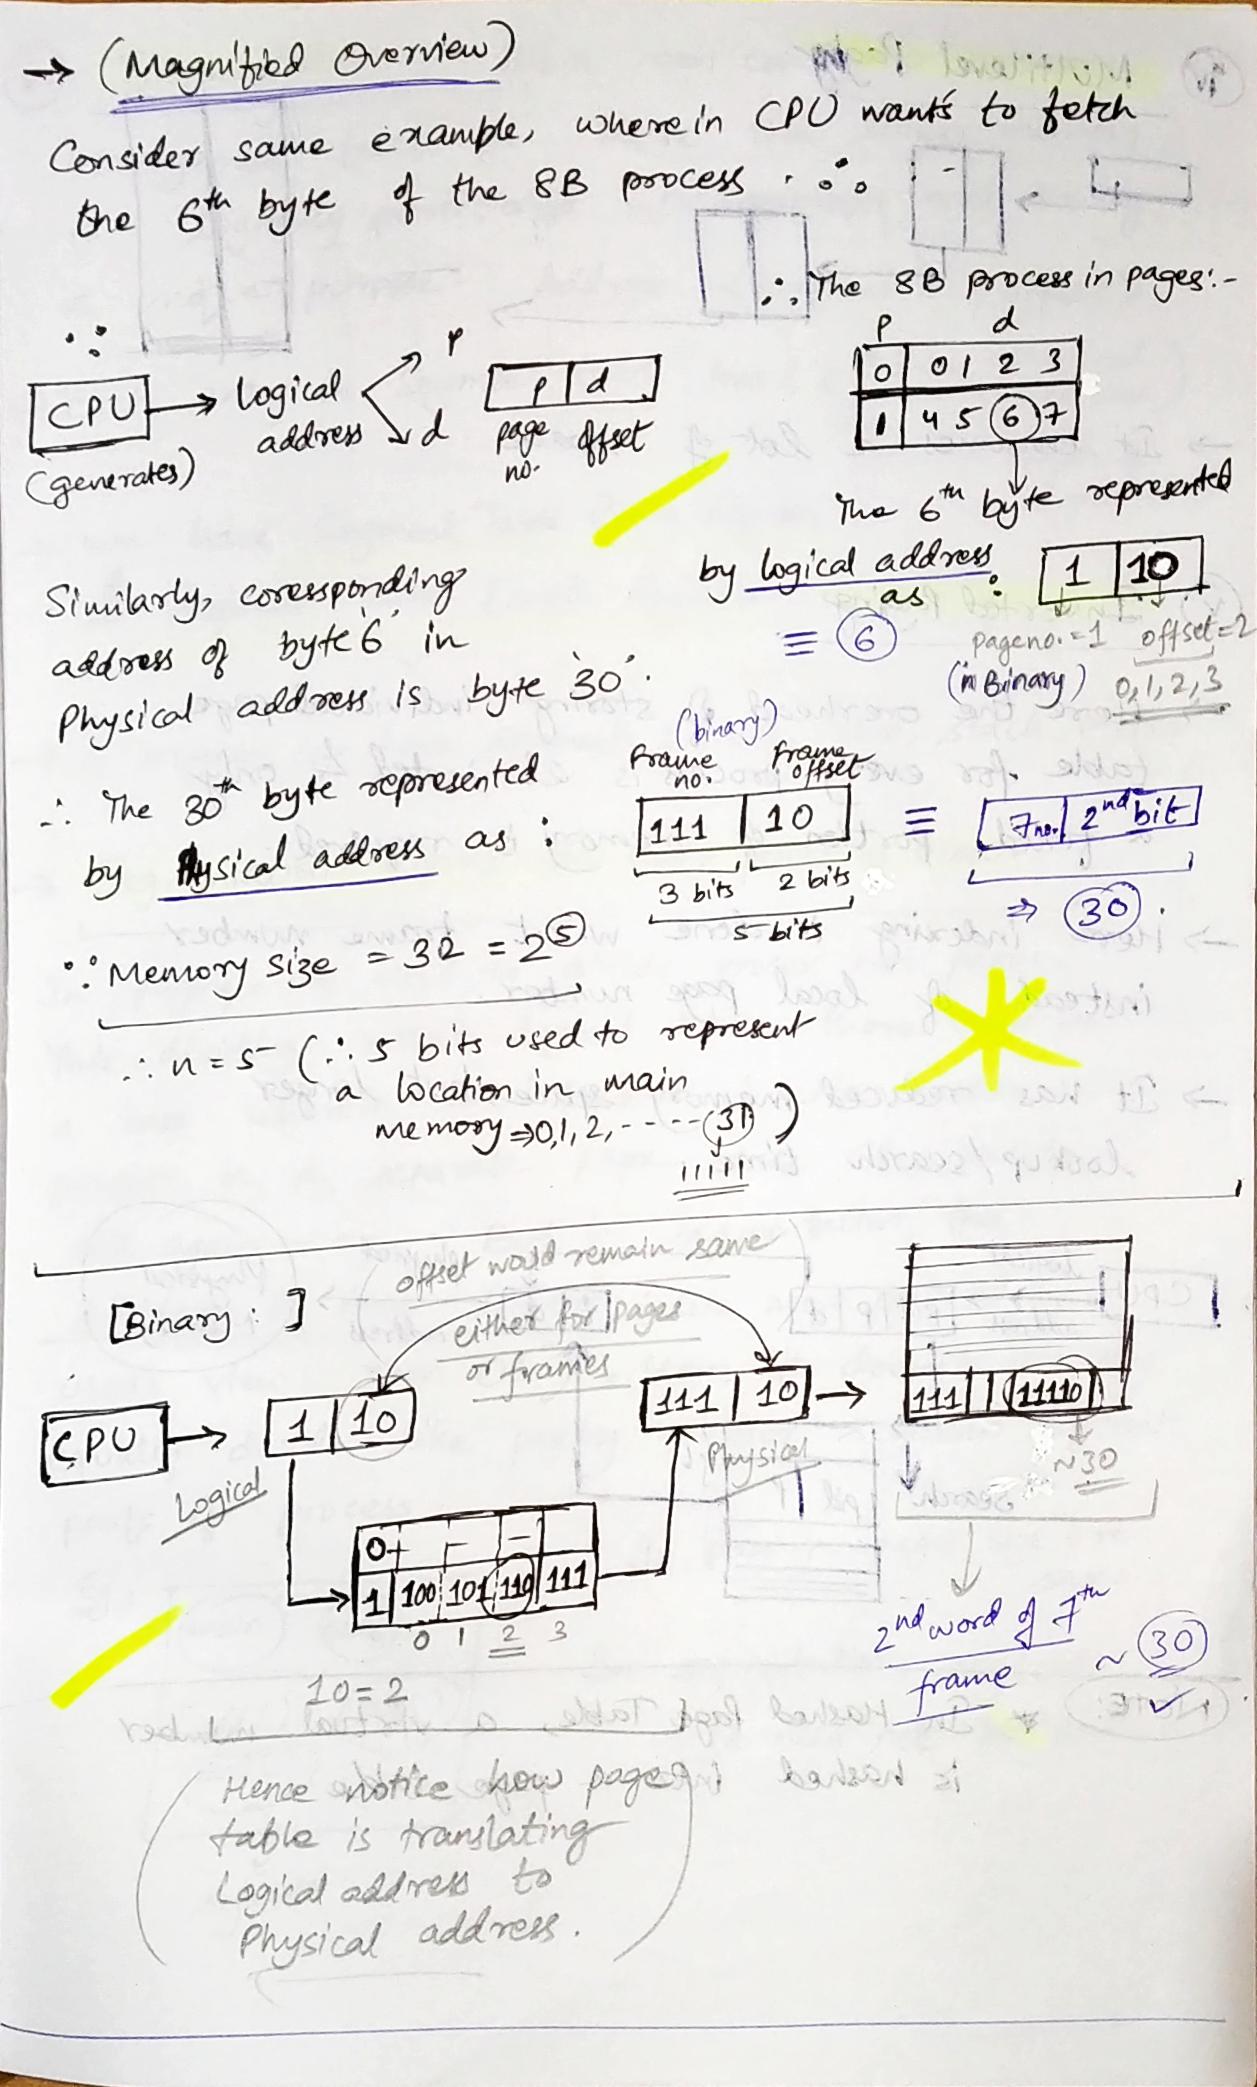 → (Magnified Overview)
Consider same example, wherein CPU wants to fetch
the 6th byte of the 8B process . ∴
∴ The 8B process in pages:-
p d
0 0 1 2 3
1 4 5 6 7
∵
CPU → Logical address
p
d
(generates)
p d
page no. offset
The 6th byte represented
by logical address as : 1 10
≡ 6
page no. = 1 offset = 2
(in Binary) 0,1,2,3
Similarly, coressponding
address of byte '6' in
Physical address is byte '30'.
(binary)
Frame no. frame offset
∴ The 30th byte represented
by Physical address as :
111 10 ≡ 7 no. 2nd bit
3 bits 2 bits
5 bits
⇒ 30.
∵ Memory size = 32 = 2⁵
∴ n = 5 (∴ 5 bits used to represent
a location in main
memory ⇒ 0,1,2,- - - - 31)
11111
[Binary: ]
offset would remain same
either for pages
or frames
CPU → 1 10
Logical
111 10 →
Physical
111 11110
~30
Search
0 - - -
1 100 101 110 111
0 1 2 3
10=2
2nd word of 7th
frame
~ 30 ✓
(Hence notice how page
table is translating
Logical address to
Physical address.)